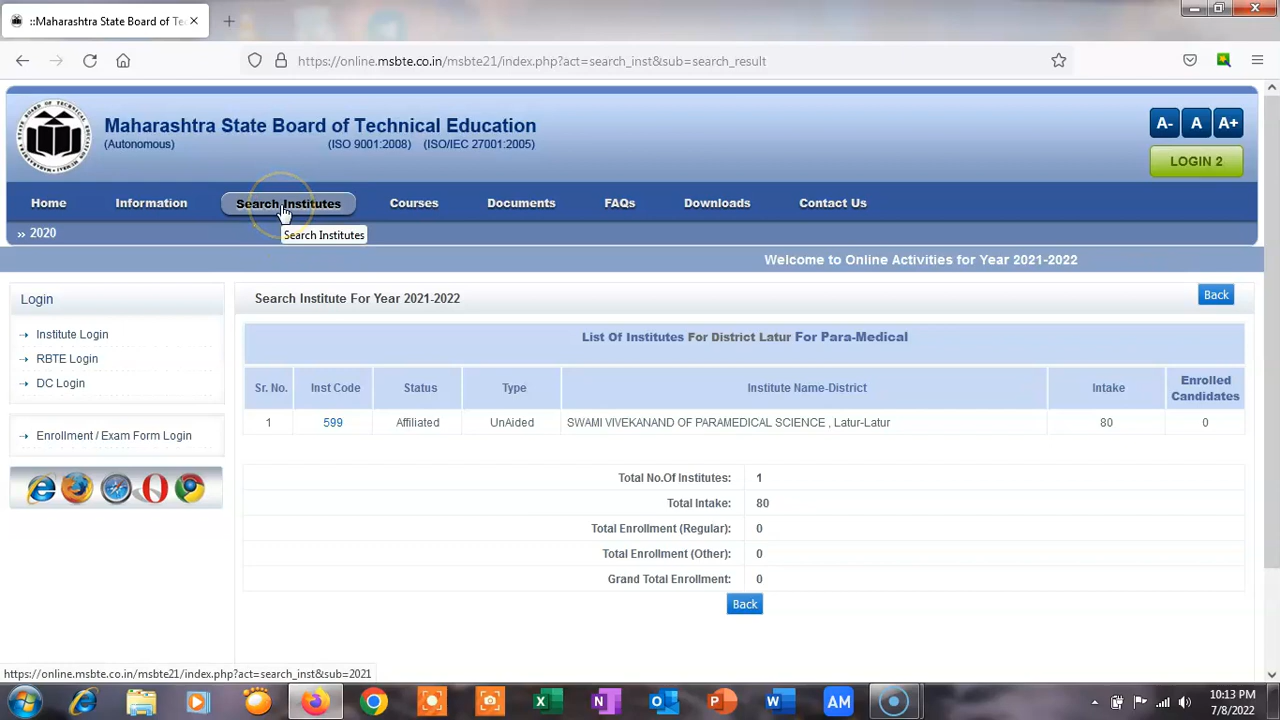 ::Maharashtra State Board of Te
https://online.msbte.co.in/msbte21/index.php?act=search_inst&sub=search_result
Maharashtra State Board of Technical Education
(Autonomous) (ISO 9001:2008) (ISO/IEC 27001:2005)
A- A A+
LOGIN 2
Home Information Search Institutes Courses Documents FAQs Downloads Contact Us
Search Institutes
» 2020
Welcome to Online Activities for Year 2021-2022
Login
Institute Login
RBTE Login
DC Login
Enrollment / Exam Form Login
Search Institute For Year 2021-2022
Back
List Of Institutes For District Latur For Para-Medical
Sr. No. Inst Code Status Type Institute Name-District Intake Enrolled Candidates
1 599 Affiliated UnAided SWAMI VIVEKANAND OF PARAMEDICAL SCIENCE , Latur-Latur 80 0
Total No.Of Institutes: 1
Total Intake: 80
Total Enrollment (Regular): 0
Total Enrollment (Other): 0
Grand Total Enrollment: 0
Back
https://online.msbte.co.in/msbte21/index.php?act=search_inst&sub=2021
AM
10:13 PM
7/8/2022